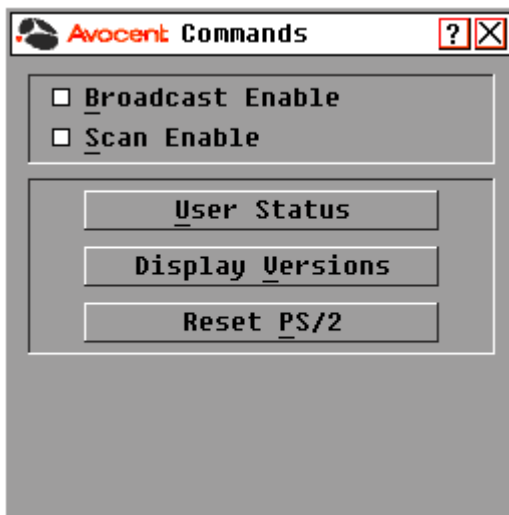 Avocent Commands ? X
Broadcast Enable
Scan Enable
User Status
Display Versions
Reset PS/2